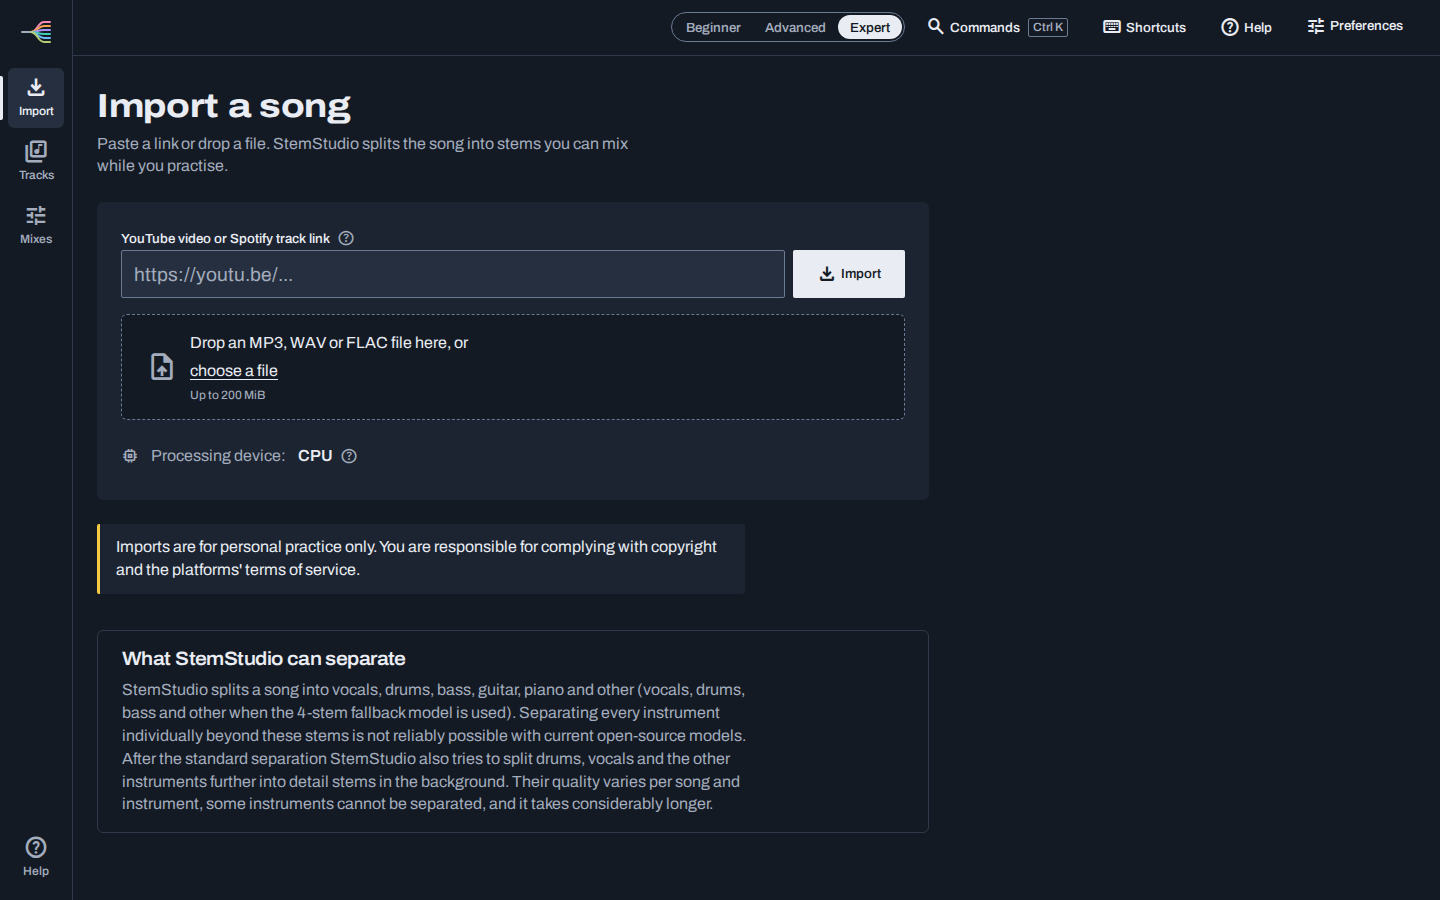 Beginner
Advanced
Expert
Commands
Ctrl K
Shortcuts
Help
Preferences
Import
Tracks
Mixes
Help
Import a song
Paste a link or drop a file. StemStudio splits the song into stems you can mix
while you practise.
YouTube video or Spotify track link
https://youtu.be/...
Import
Drop an MP3, WAV or FLAC file here, or
choose a file
Up to 200 MiB
Processing device: CPU
Imports are for personal practice only. You are responsible for complying with copyright
and the platforms' terms of service.
What StemStudio can separate
StemStudio splits a song into vocals, drums, bass, guitar, piano and other (vocals, drums,
bass and other when the 4-stem fallback model is used). Separating every instrument
individually beyond these stems is not reliably possible with current open-source models.
After the standard separation StemStudio also tries to split drums, vocals and the other
instruments further into detail stems in the background. Their quality varies per song and
instrument, some instruments cannot be separated, and it takes considerably longer.